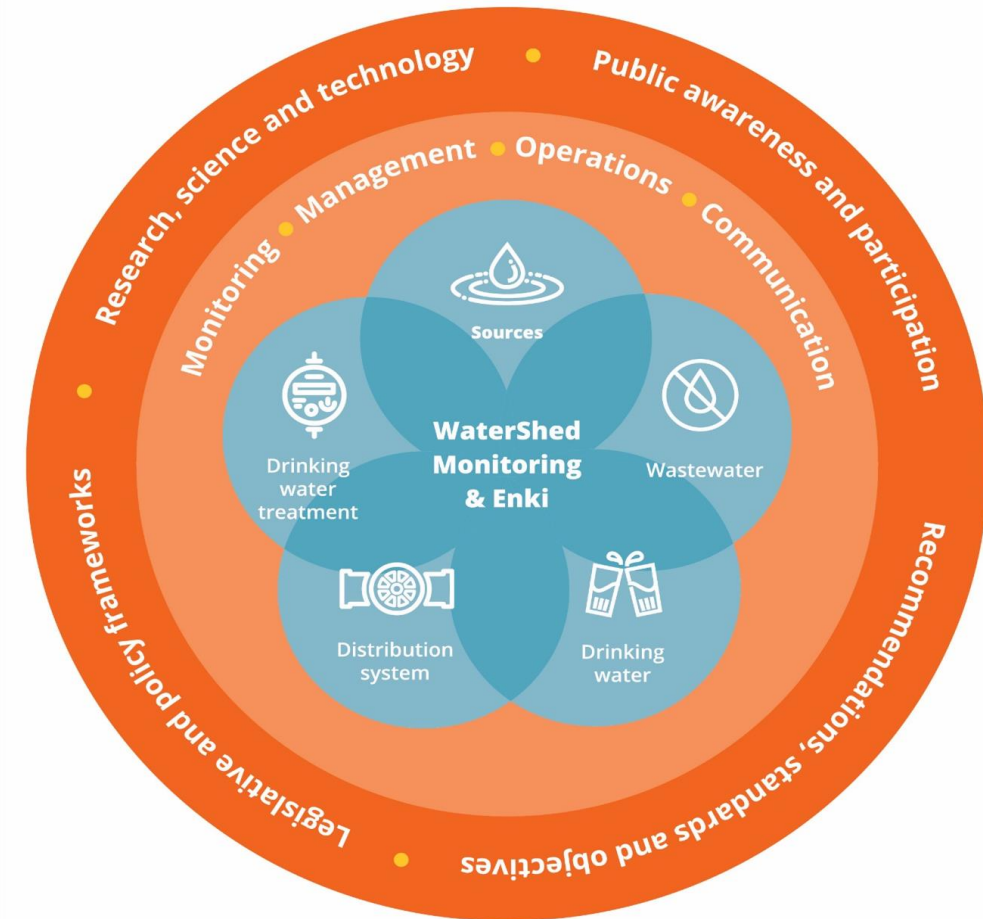 Research, science and technology
Public awareness and participation
Recommendations, standards and objectives
Legislative and policy frameworks
Monitoring
Management
Operations
Communication
Sources
Drinking
water
treatment
WaterShed
Monitoring
& Enki
Wastewater
Distribution
system
Drinking
water